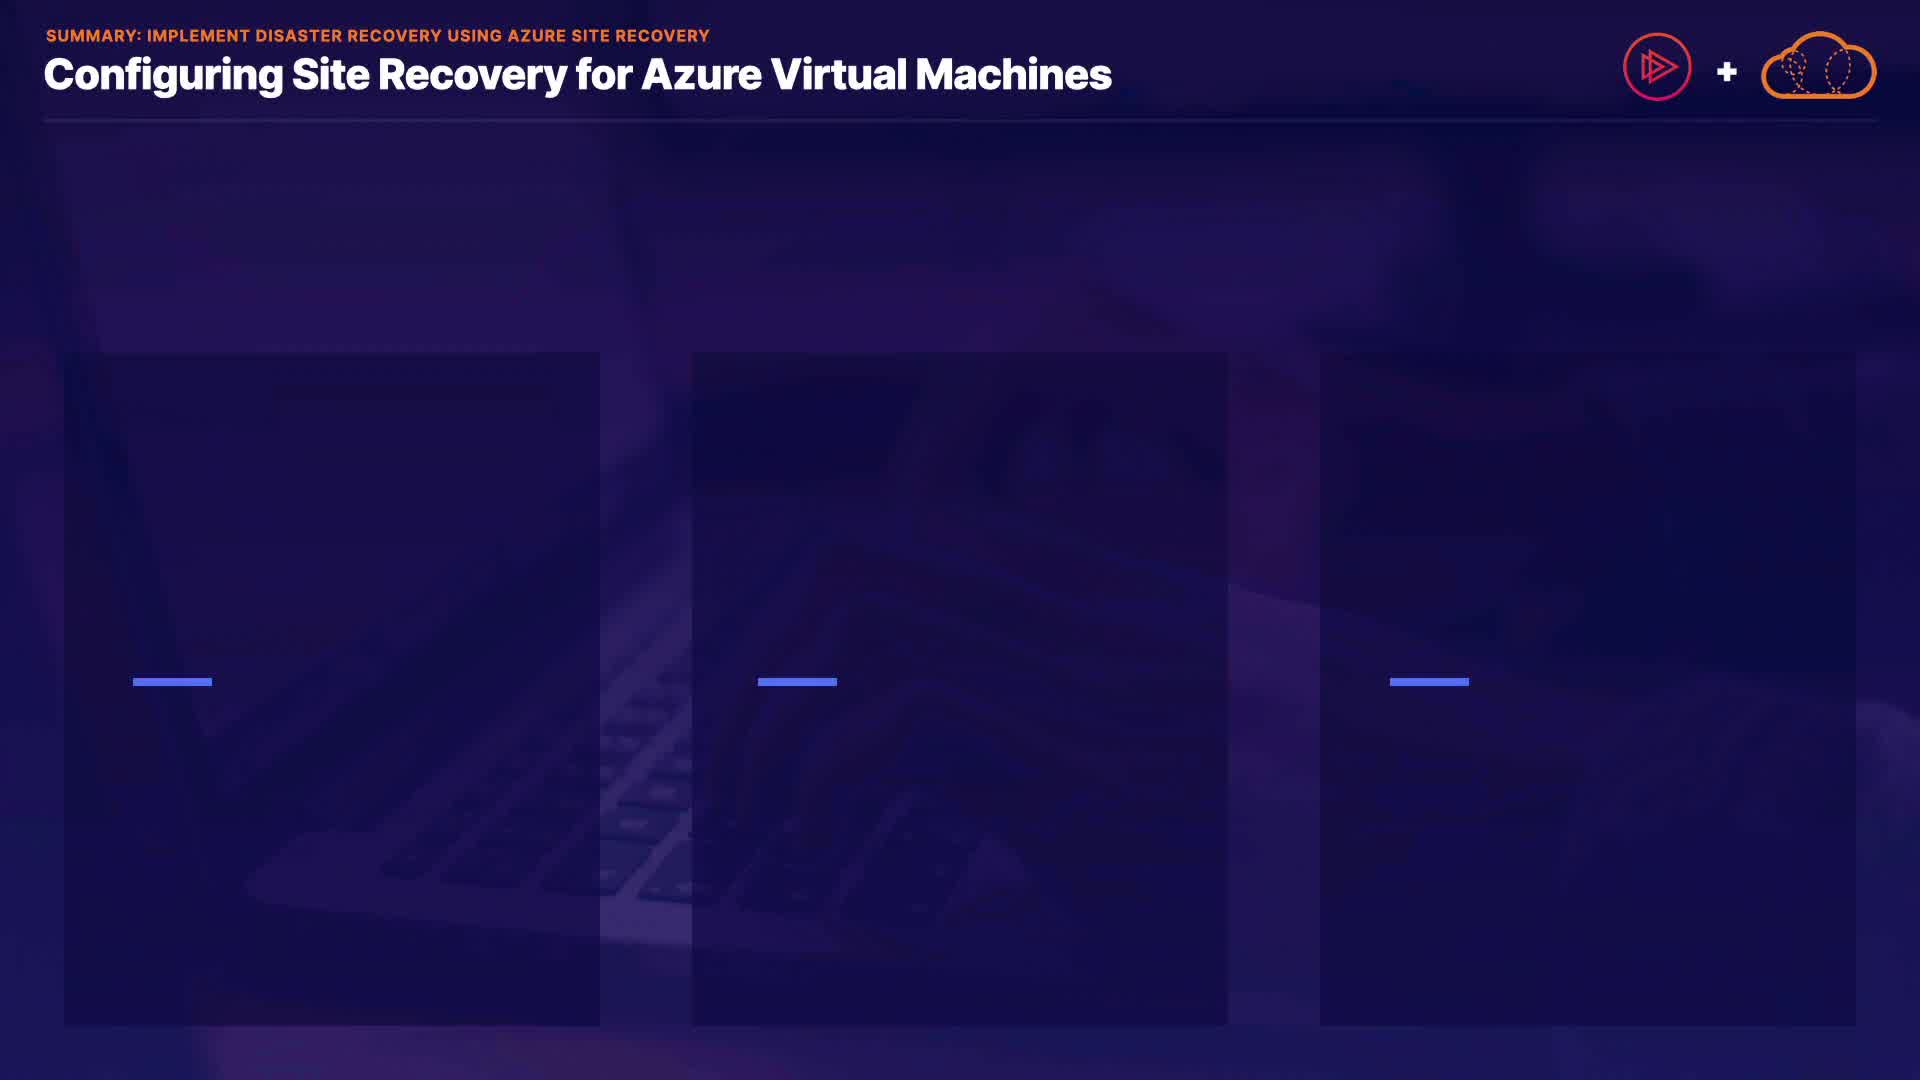 SUMMARY: IMPLEMENT DISASTER RECOVERY USING AZURE SITE RECOVERY
Configuring Site Recovery for Azure Virtual Machines
+